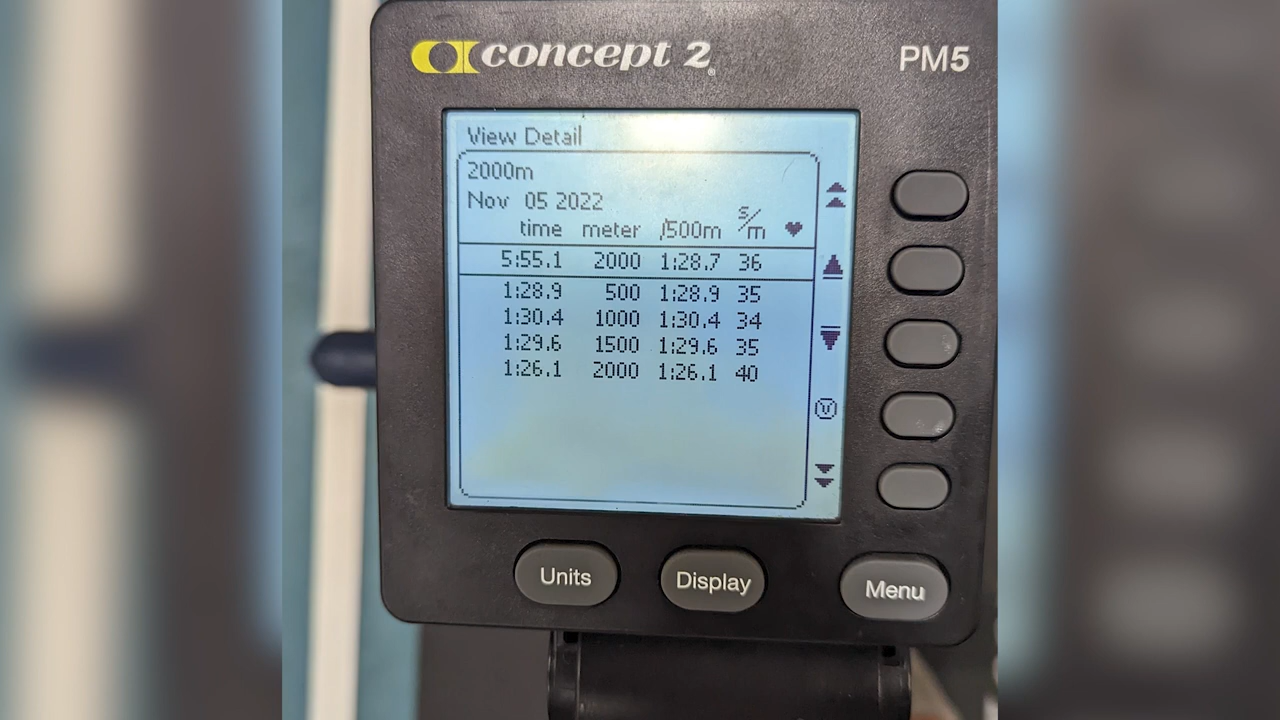 concept 2®
PM5
View Detail
2000m
Nov 05 2022
time meter /500m s/m ♥
5:55.1 2000 1:28.7 36
1:28.9 500 1:28.9 35
1:30.4 1000 1:30.4 34
1:29.6 1500 1:29.6 35
1:26.1 2000 1:26.1 40
V
Units Display Menu